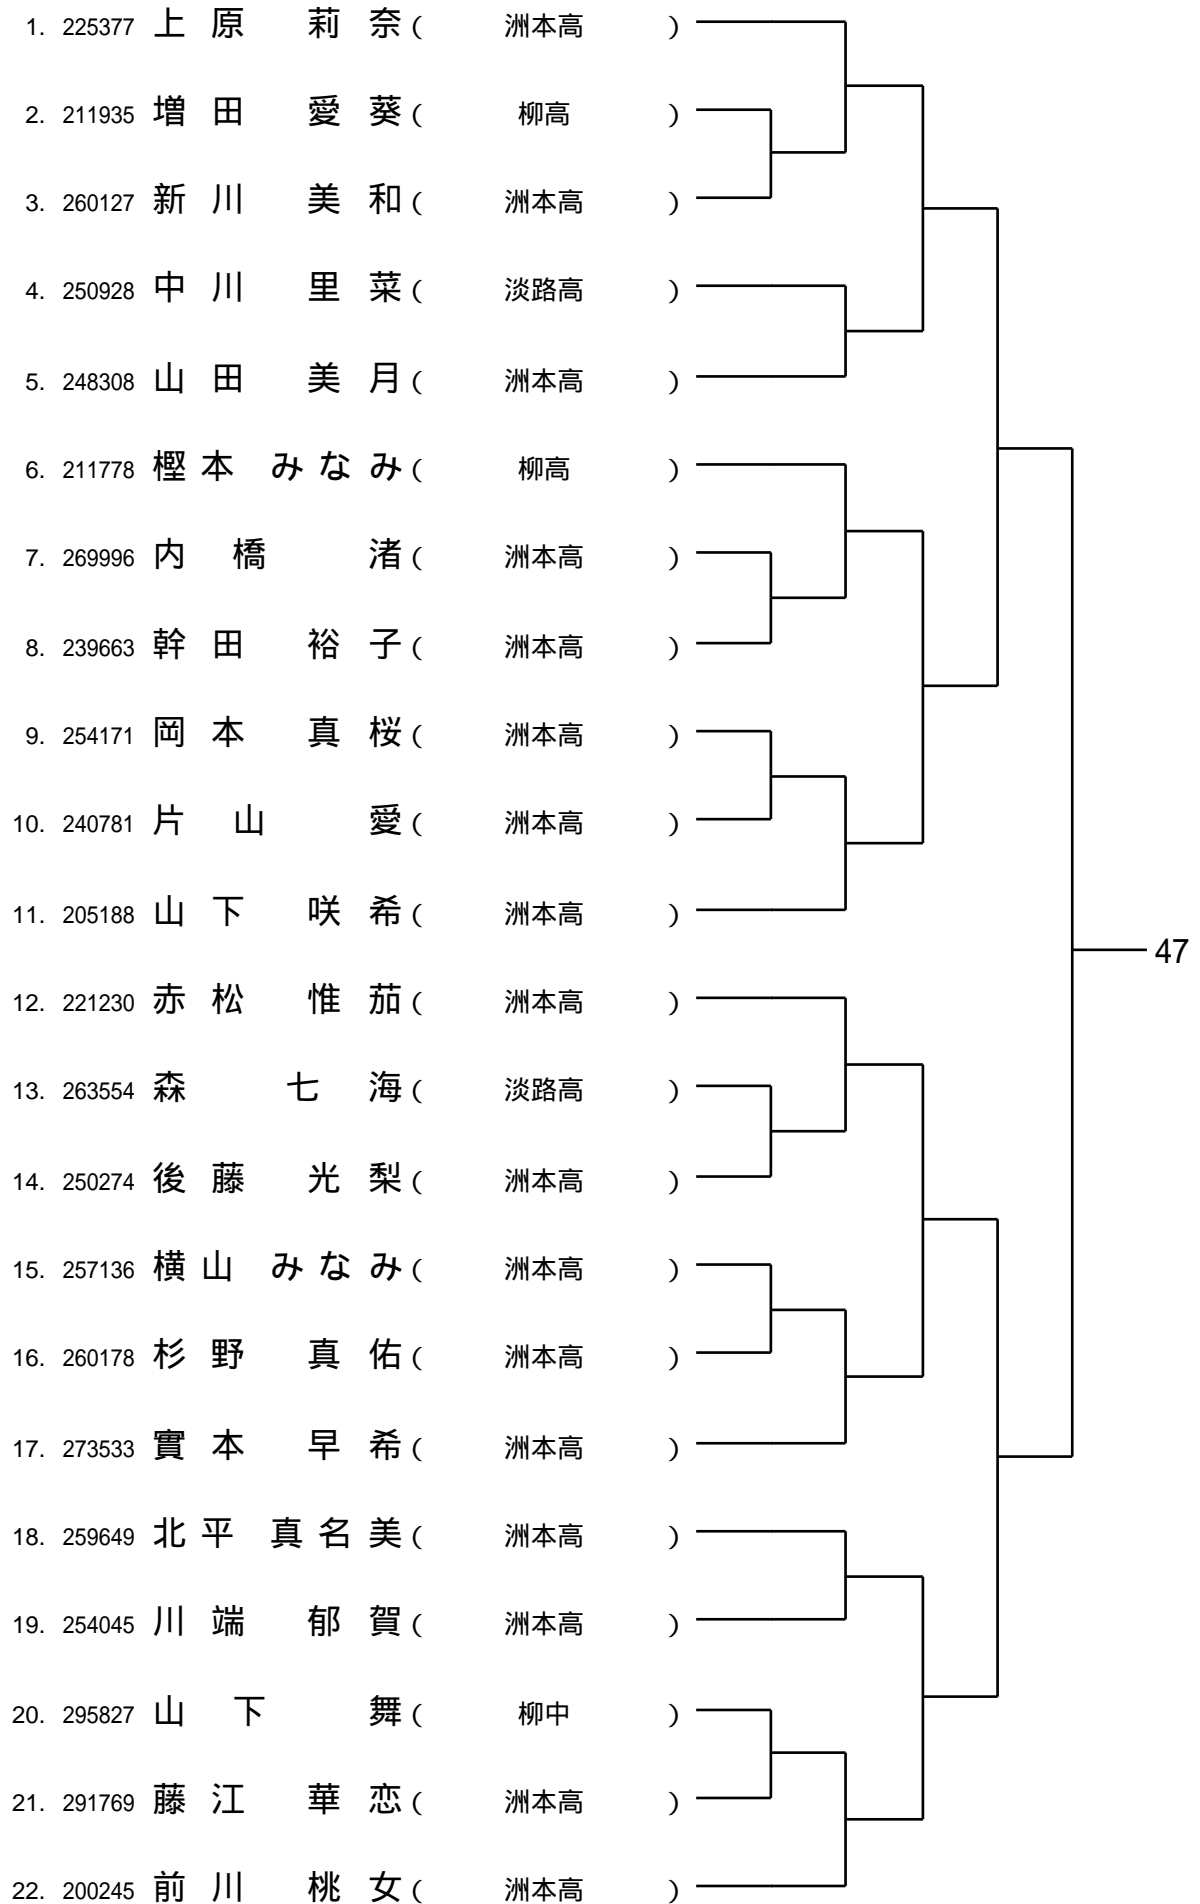 1. 225377 上原 莉奈 ( 洲本高 )
2. 211935 増田 愛葵 ( 柳高 )
3. 260127 新川 美和 ( 洲本高 )
4. 250928 中川 里菜 ( 淡路高 )
5. 248308 山田 美月 ( 洲本高 )
6. 211778 樫本 みなみ ( 柳高 )
7. 269996 内橋 渚 ( 洲本高 )
8. 239663 幹田 裕子 ( 洲本高 )
9. 254171 岡本 真桜 ( 洲本高 )
10. 240781 片山 愛 ( 洲本高 )
11. 205188 山下 咲希 ( 洲本高 )
47
12. 221230 赤松 惟茄 ( 洲本高 )
13. 263554 森 七海 ( 淡路高 )
14. 250274 後藤 光梨 ( 洲本高 )
15. 257136 横山 みなみ ( 洲本高 )
16. 260178 杉野 真佑 ( 洲本高 )
17. 273533 實本 早希 ( 洲本高 )
18. 259649 北平 真名美 ( 洲本高 )
19. 254045 川端 郁賀 ( 洲本高 )
20. 295827 山下 舞 ( 柳中 )
21. 291769 藤江 華恋 ( 洲本高 )
22. 200245 前川 桃女 ( 洲本高 )